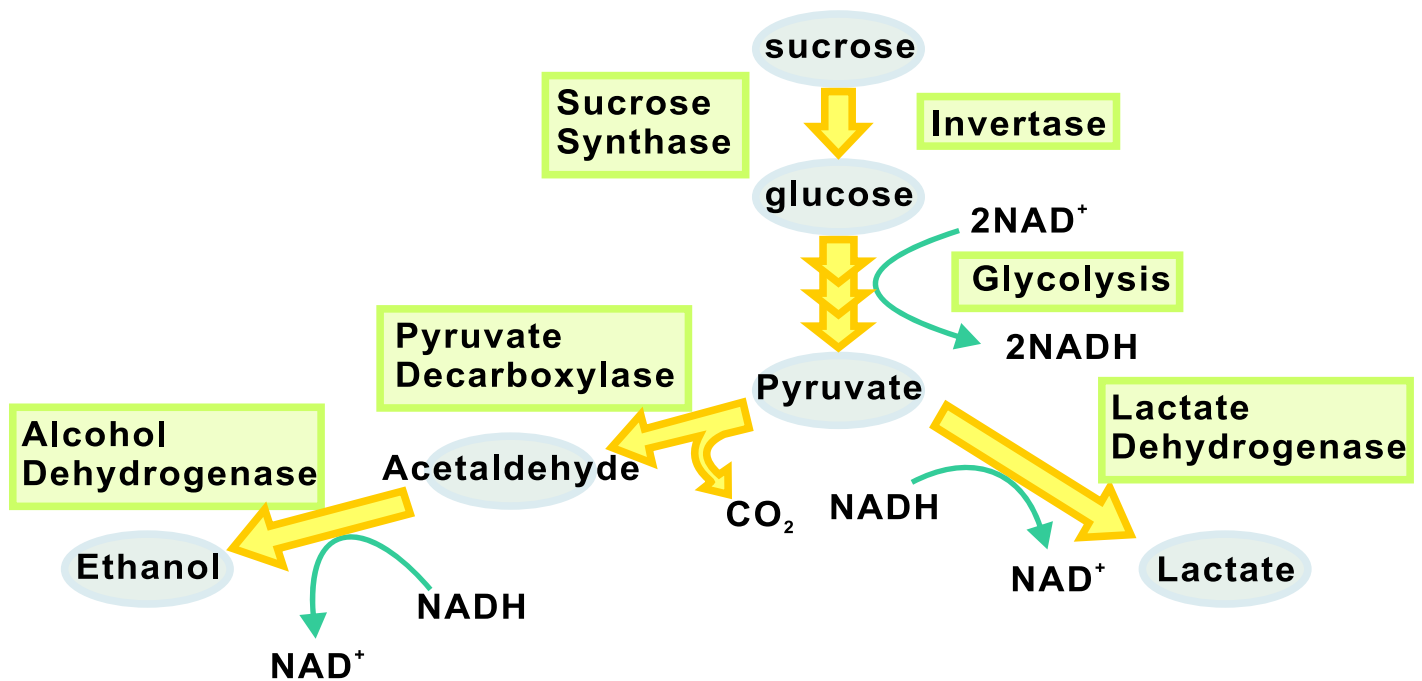 sucrose
Sucrose
Synthase
Invertase
glucose
2NAD⁺
Glycolysis
2NADH
Pyruvate
Decarboxylase
Pyruvate
Lactate
Dehydrogenase
Alcohol
Dehydrogenase
Acetaldehyde
CO₂
NADH
NAD⁺
Lactate
Ethanol
NADH
NAD⁺